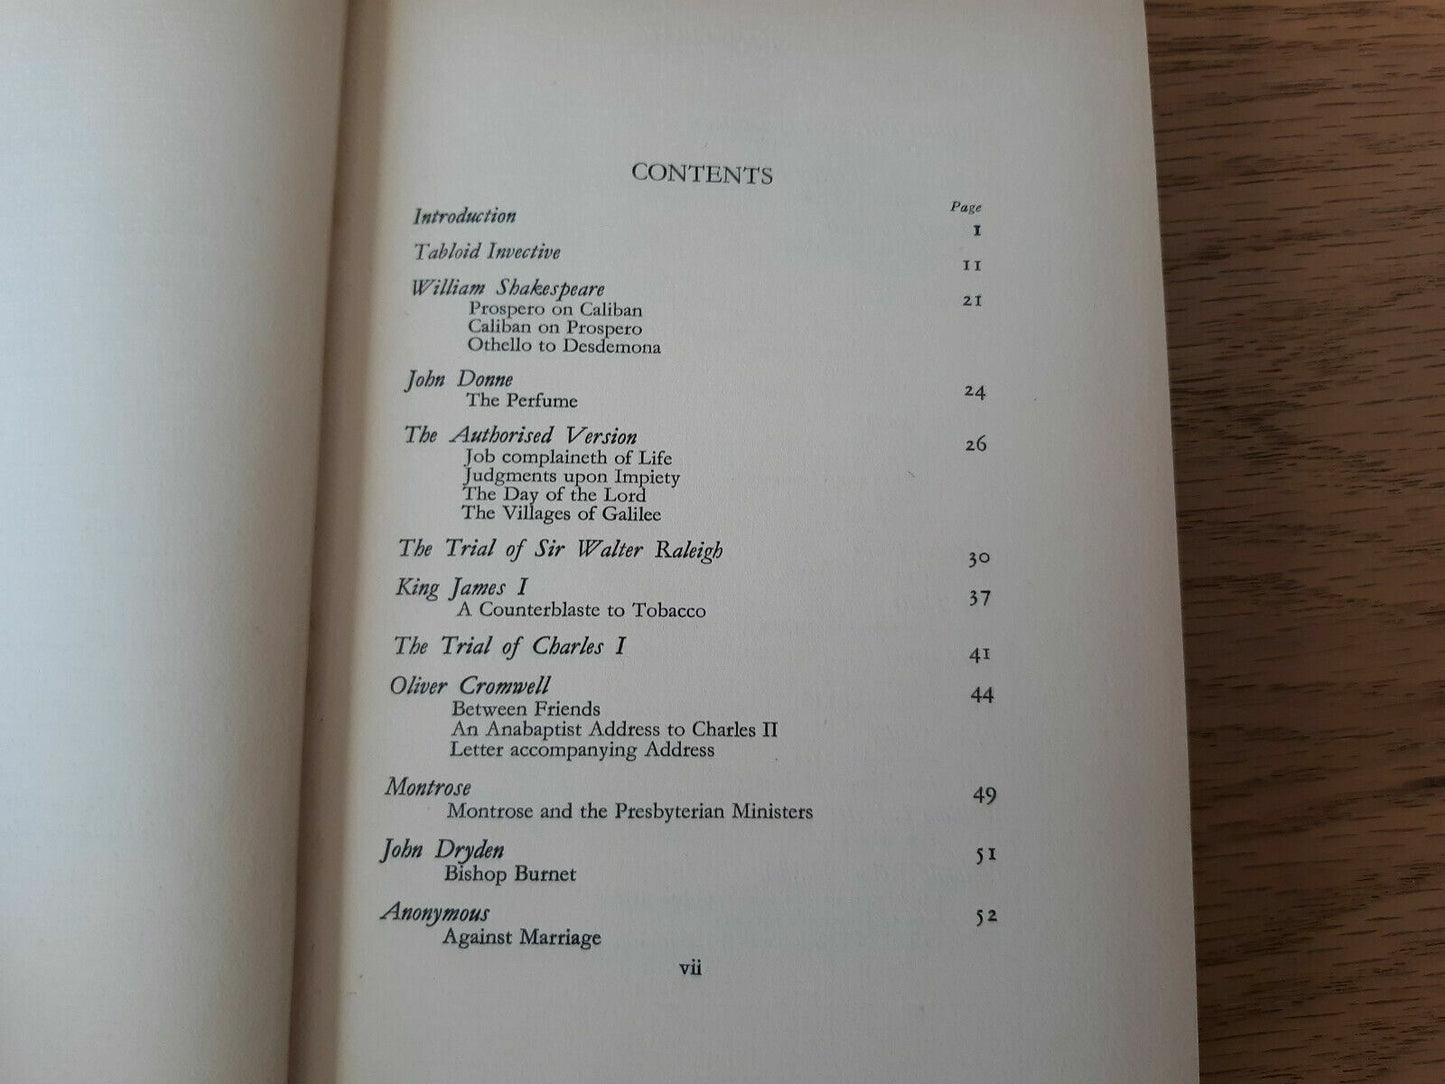 CONTENTS
Page
Introduction 1
Tabloid Invective 11
William Shakespeare 21
Prospero on Caliban
Caliban on Prospero
Othello to Desdemona
John Donne 24
The Perfume
The Authorised Version 26
Job complaineth of Life
Judgments upon Impiety
The Day of the Lord
The Villages of Galilee
The Trial of Sir Walter Raleigh 30
King James I 37
A Counterblaste to Tobacco
The Trial of Charles I 41
Oliver Cromwell 44
Between Friends
An Anabaptist Address to Charles II
Letter accompanying Address
Montrose 49
Montrose and the Presbyterian Ministers
John Dryden 51
Bishop Burnet
Anonymous 52
Against Marriage
vii